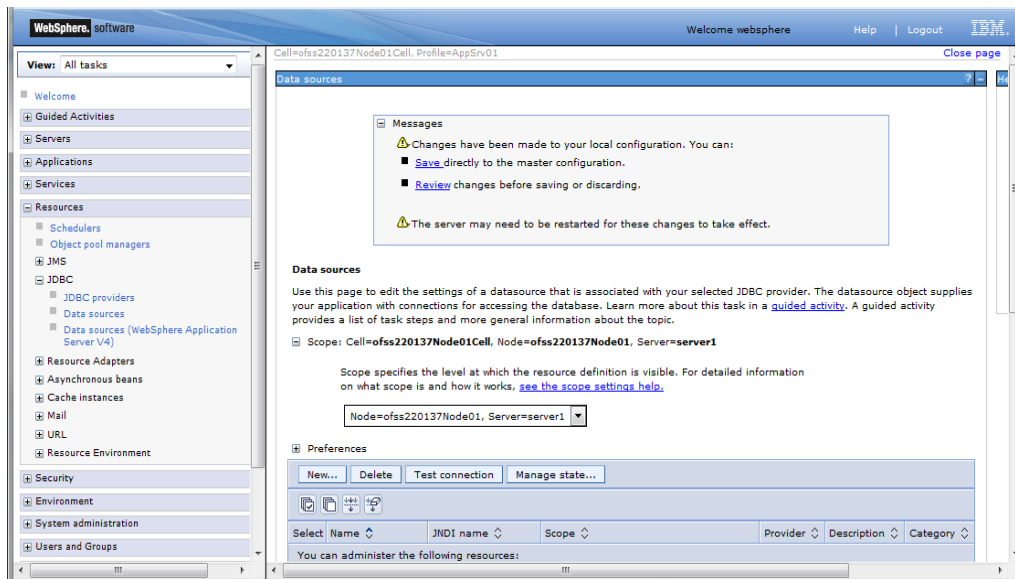 WebSphere. software
Welcome websphere Help | Logout IBM.
View: All tasks
Welcome
Guided Activities
Servers
Applications
Services
Resources
Schedulers
Object pool managers
JMS
JDBC
JDBC providers
Data sources
Data sources (WebSphere Application
Server V4)
Resource Adapters
Asynchronous beans
Cache instances
Mail
URL
Resource Environment
Security
Environment
System administration
Users and Groups
Cell=ofss220137Node01Cell, Profile=AppSrv01
Close page
Data sources ? -
He
Messages
Changes have been made to your local configuration. You can:
Save directly to the master configuration.
Review changes before saving or discarding.
The server may need to be restarted for these changes to take effect.
Data sources
Use this page to edit the settings of a datasource that is associated with your selected JDBC provider. The datasource object supplies
your application with connections for accessing the database. Learn more about this task in a guided activity. A guided activity
provides a list of task steps and more general information about the topic.
Scope: Cell=ofss220137Node01Cell, Node=ofss220137Node01, Server=server1
Scope specifies the level at which the resource definition is visible. For detailed information
on what scope is and how it works, see the scope settings help.
Node=ofss220137Node01, Server=server1
Preferences
New... Delete Test connection Manage state...
Select Name JNDI name Scope Provider Description Category
You can administer the following resources: